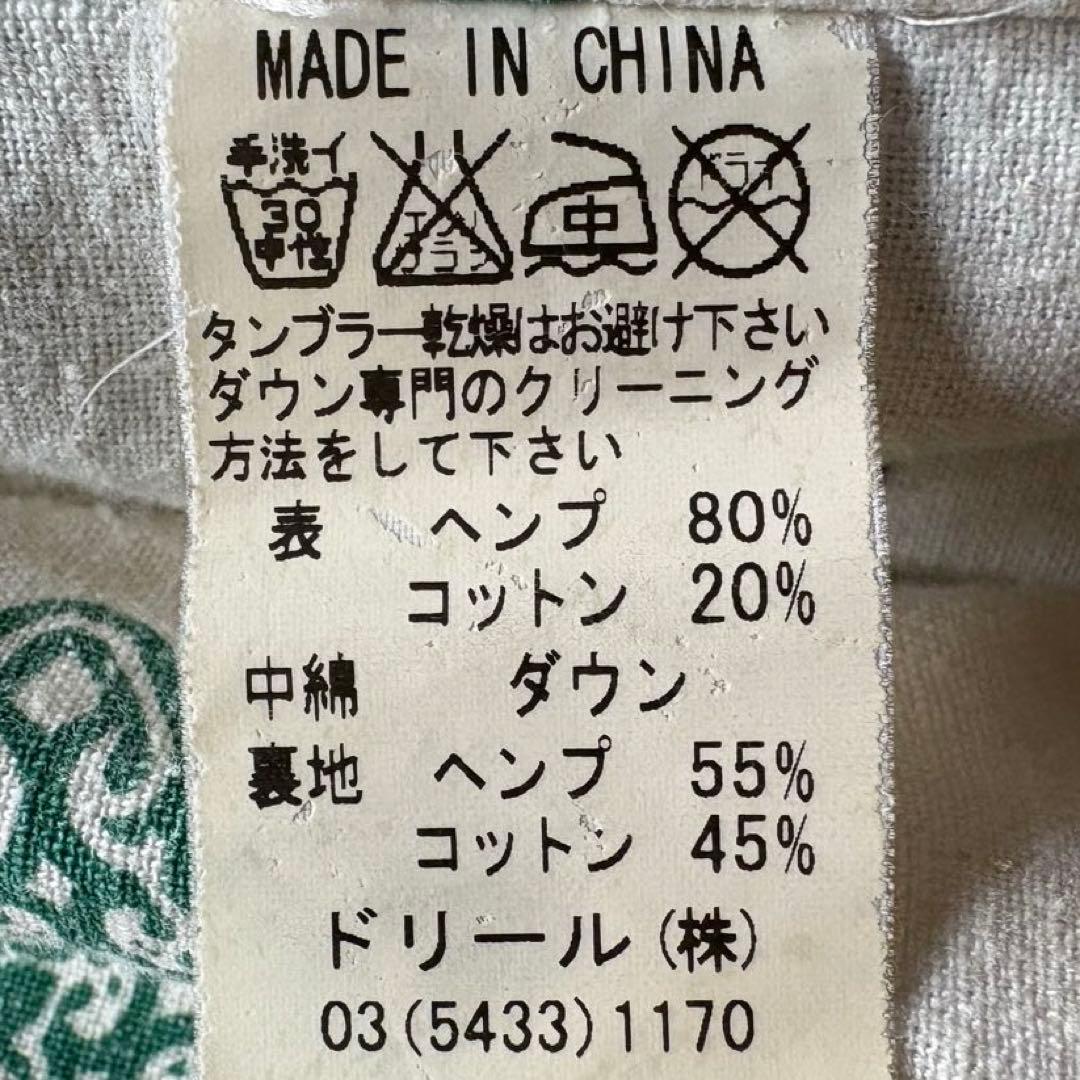 MADE IN CHINA
手洗イ
30
中性
エンソ
サラシ
中
ドライ
タンブラー乾燥はお避け下さい
ダウン専門のクリーニング
方法をして下さい
表 ヘンプ 80%
コットン 20%
中綿 ダウン
裏地 ヘンプ 55%
コットン 45%
ドリール(株)
03(5433)1170